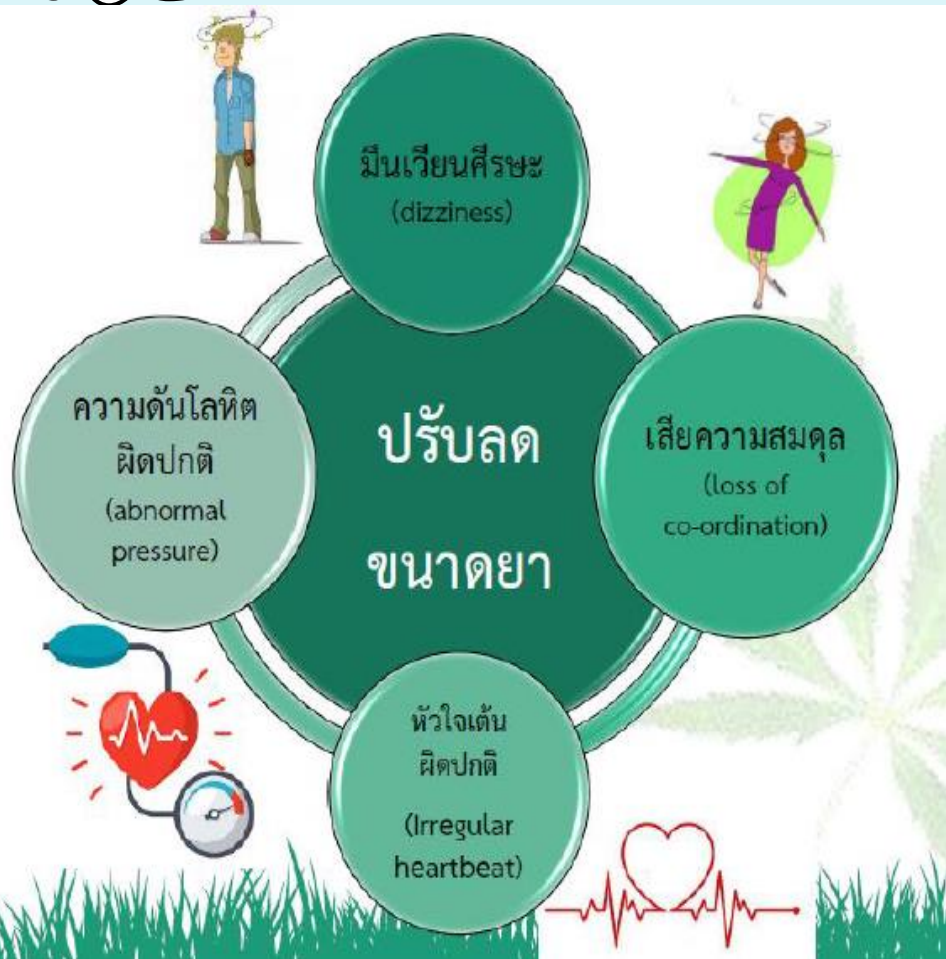 มึนเวียนศีรษะ
(dizziness)
ความดันโลหิต
ผิดปกติ
(abnormal
pressure)
ปรับลด
ขนาดยา
เสียความสมดุล
(loss of
co-ordination)
หัวใจเต้น
ผิดปกติ
(Irregular
heartbeat)